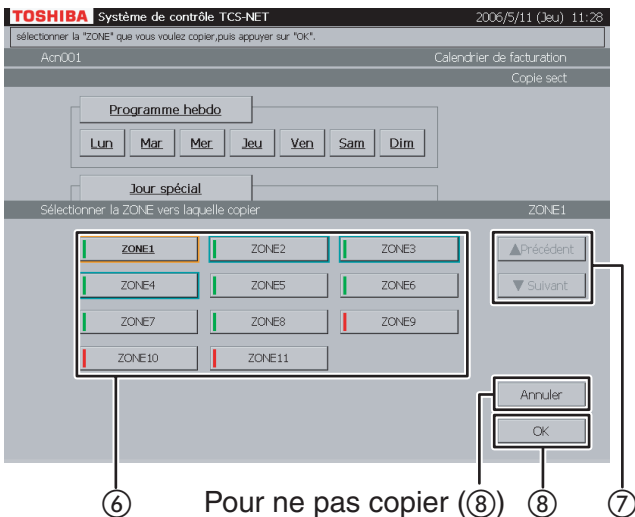 TOSHIBA Système de contrôle TCS-NET 2006/5/11 (Jeu) 11:28
sélectionner la "ZONE" que vous voulez copier,puis appuyer sur "OK".
Acn001 Calendrier de facturation
Copie sect
Programme hebdo
Lun Mar Mer Jeu Ven Sam Dim
Jour spécial
Sélectionner la ZONE vers laquelle copier ZONE1
ZONE1 ZONE2 ZONE3 ▲Précédent
ZONE4 ZONE5 ZONE6 ▼ Suivant
ZONE7 ZONE8 ZONE9
ZONE10 ZONE11
Annuler
OK
⑥ Pour ne pas copier (⑧) ⑧ ⑦